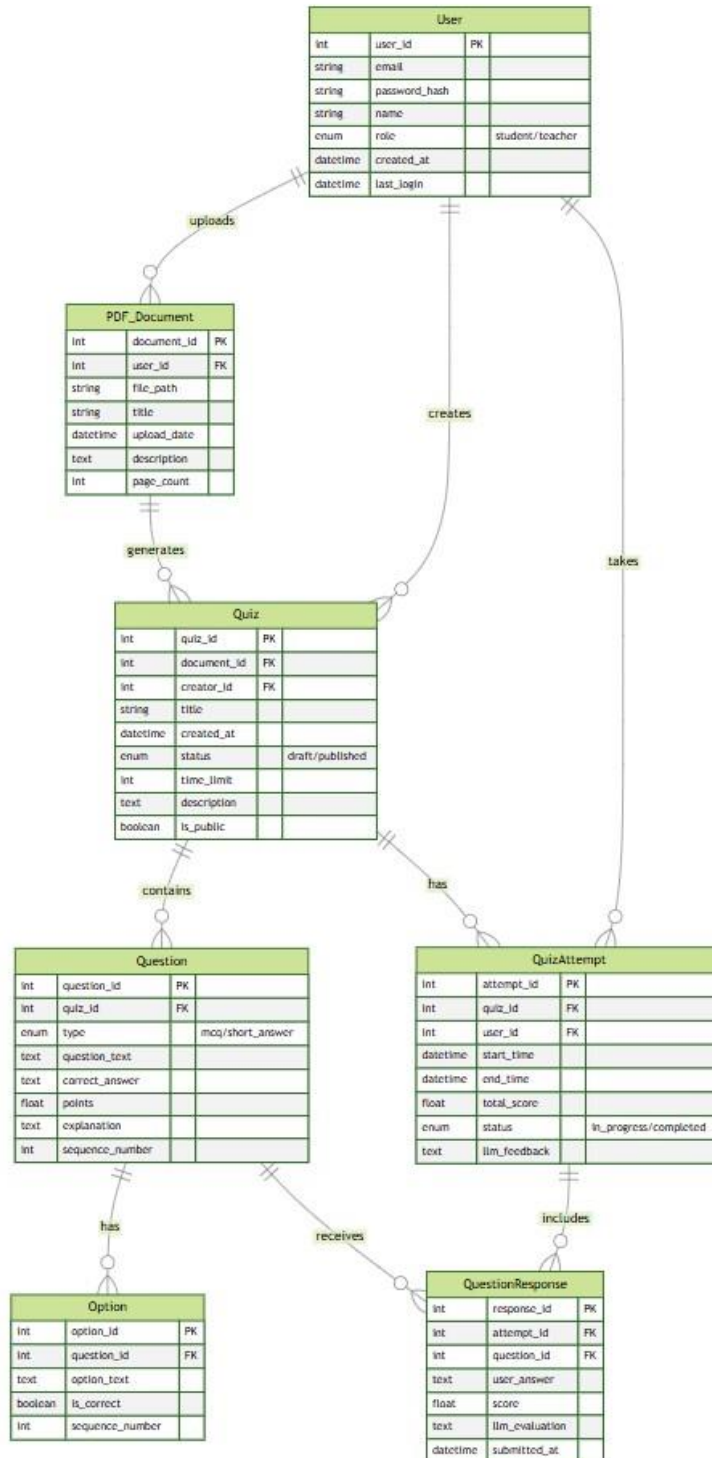 User
int user_id PK
string email
string password_hash
string name
enum role student/teacher
datetime created_at
datetime last_login
uploads
PDF_Document
int document_id PK
int user_id FK
string file_path
string title
datetime upload_date
text description
int page_count
creates
generates
takes
Quiz
int quiz_id PK
int document_id FK
int creator_id FK
string title
datetime created_at
enum status draft/published
int time_limit
text description
boolean is_public
has
contains
Question
int question_id PK
int quiz_id FK
enum type mcq/short_answer
text question_text
text correct_answer
float points
text explanation
int sequence_number
QuizAttempt
int attempt_id PK
int quiz_id FK
int user_id FK
datetime start_time
datetime end_time
float total_score
enum status in_progress/completed
text llm_feedback
has
receives
includes
Option
int option_id PK
int question_id FK
text option_text
boolean is_correct
int sequence_number
QuestionResponse
int response_id PK
int attempt_id FK
int question_id FK
text user_answer
float score
text llm_evaluation
datetime submitted_at